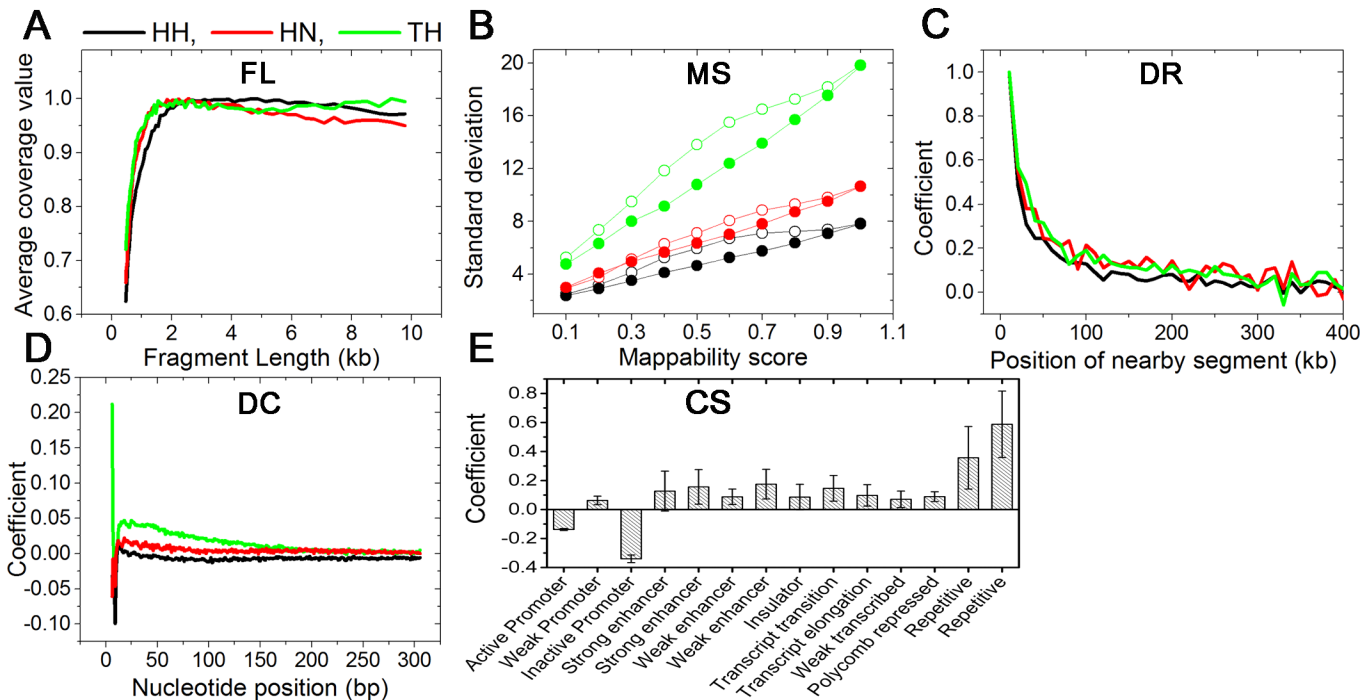 A
HH, HN, TH
FL
Average coverage value
1.0
0.9
0.8
0.7
0.6
0 2 4 6 8 10
Fragment Length (kb)
B
MS
Standard deviation
20
16
12
8
4
0.1 0.3 0.5 0.7 0.9 1.1
Mappability score
C
DR
Coefficient
1.0
0.8
0.6
0.4
0.2
0.0
0 100 200 300 400
Position of nearby segment (kb)
D
DC
Coefficient
0.25
0.20
0.15
0.10
0.05
0.00
-0.05
-0.10
0 50 100 150 200 250 300
Nucleotide position (bp)
E
CS
Coefficient
0.8
0.6
0.4
0.2
0.0
-0.2
-0.4
Active Promoter
Weak Promoter
Inactive Promoter
Strong enhancer
Strong enhancer
Weak enhancer
Weak enhancer
Insulator
Transcript transition
Transcript elongation
Weak transcribed
Polycomb repressed
Repetitive
Repetitive